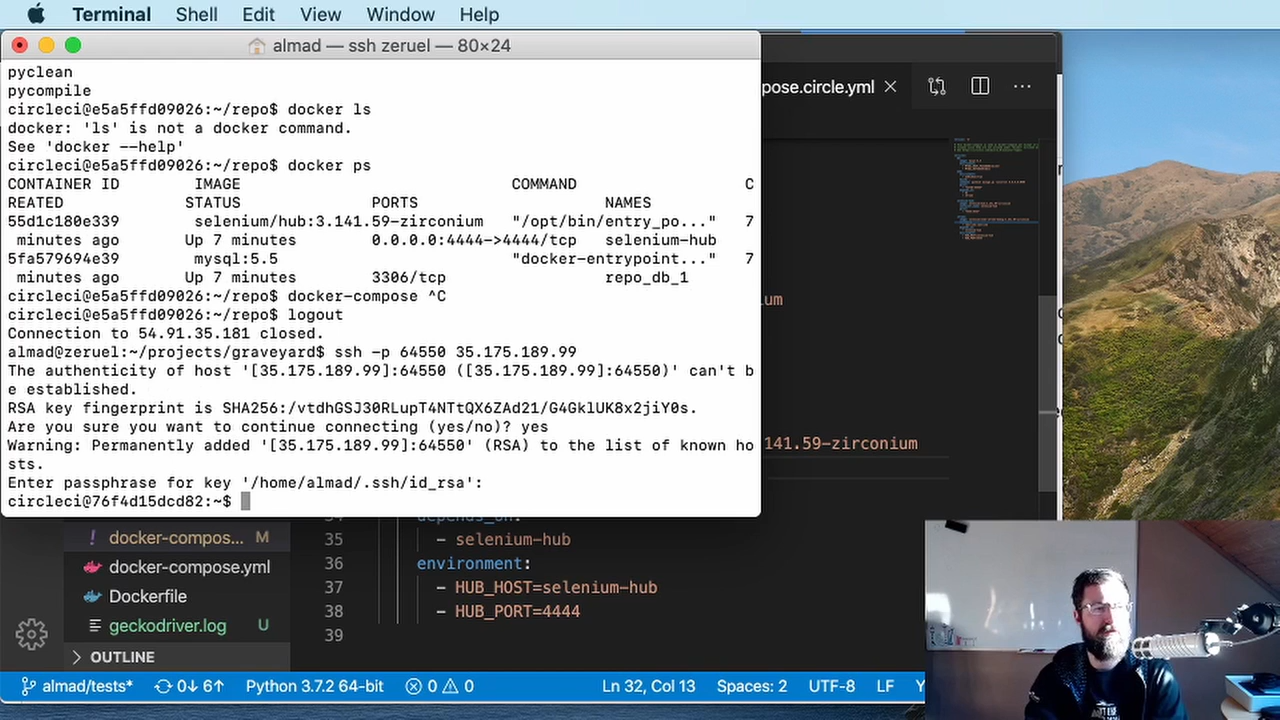 Terminal Shell Edit View Window Help
almad — ssh zeruel — 80×24
pyclean
pycompile
circleci@e5a5ffd09026:~/repo$ docker ls
docker: 'ls' is not a docker command.
See 'docker --help'
circleci@e5a5ffd09026:~/repo$ docker ps
CONTAINER ID        IMAGE                              COMMAND                  C
REATED             STATUS              PORTS                    NAMES
55d1c180e339        selenium/hub:3.141.59-zirconium   "/opt/bin/entry_po..."   7
 minutes ago       Up 7 minutes        0.0.0.0:4444->4444/tcp   selenium-hub
5fa579694e39        mysql:5.5                          "docker-entrypoint..."   7
 minutes ago       Up 7 minutes        3306/tcp                 repo_db_1
circleci@e5a5ffd09026:~/repo$ docker-compose ^C
circleci@e5a5ffd09026:~/repo$ logout
Connection to 54.91.35.181 closed.
almad@zeruel:~/projects/graveyard$ ssh -p 64550 35.175.189.99
The authenticity of host '[35.175.189.99]:64550 ([35.175.189.99]:64550)' can't b
e established.
RSA key fingerprint is SHA256:/vtdhGSJ30RLupT4NTtQX6ZAd21/G4GklUK8x2jiY0s.
Are you sure you want to continue connecting (yes/no)? yes
Warning: Permanently added '[35.175.189.99]:64550' (RSA) to the list of known ho
sts.
Enter passphrase for key '/home/almad/.ssh/id_rsa':
circleci@76f4d15dcd82:~$
pose.circle.yml
ium
141.59-zirconium
docker-compos... M
docker-compose.yml
Dockerfile
geckodriver.log U
OUTLINE
depends_on:
35 - selenium-hub
36 environment:
37 - HUB_HOST=selenium-hub
38 - HUB_PORT=4444
39
almad/tests* 0↓ 6↑ Python 3.7.2 64-bit 0 0 Ln 32, Col 13 Spaces: 2 UTF-8 LF Y